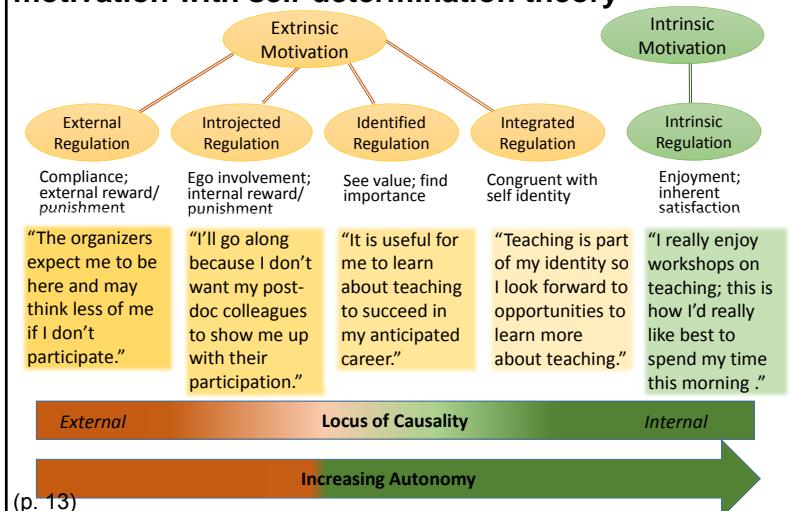 motivation with self-determination theory
Extrinsic
Motivation
Intrinsic
Motivation
External
Regulation
Introjected
Regulation
Identified
Regulation
Integrated
Regulation
Intrinsic
Regulation
Compliance;
external reward/
punishment
Ego involvement;
internal reward/
punishment
See value; find
importance
Congruent with
self identity
Enjoyment;
inherent
satisfaction
“The organizers
expect me to be
here and may
think less of me
if I don’t
participate.”
“I’ll go along
because I don’t
want my post-
doc colleagues
to show me up
with their
participation.”
“It is useful for
me to learn
about teaching
to succeed in
my anticipated
career.”
“Teaching is part
of my identity so
I look forward to
opportunities to
learn more
about teaching.”
“I really enjoy
workshops on
teaching; this is
how I’d really
like best to
spend my time
this morning .”
External Locus of Causality Internal
Increasing Autonomy
(p. 13)